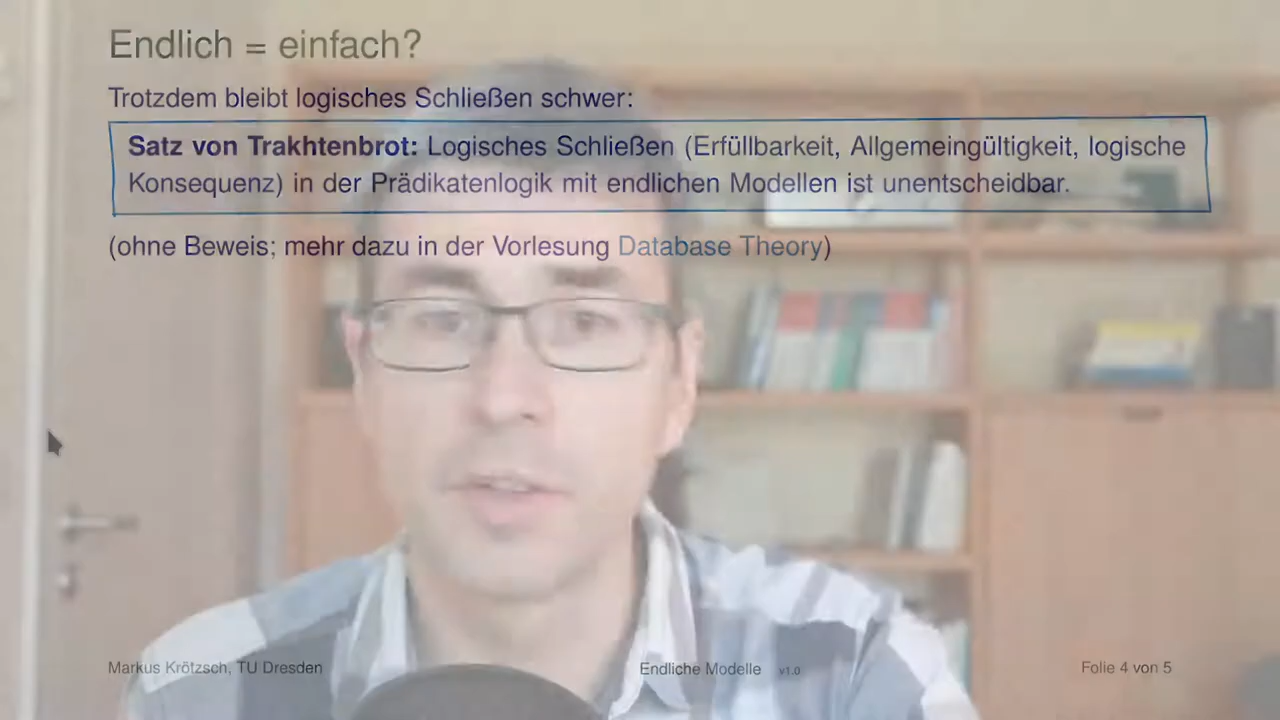 Endlich = einfach?
Trotzdem bleibt logisches Schließen schwer:
Satz von Trakhtenbrot: Logisches Schließen (Erfüllbarkeit, Allgemeingültigkeit, logische
Konsequenz) in der Prädikatenlogik mit endlichen Modellen ist unentscheidbar.
(ohne Beweis; mehr dazu in der Vorlesung Database Theory)
Markus Krötzsch, TU Dresden
Endliche Modelle v1.0
Folie 4 von 5